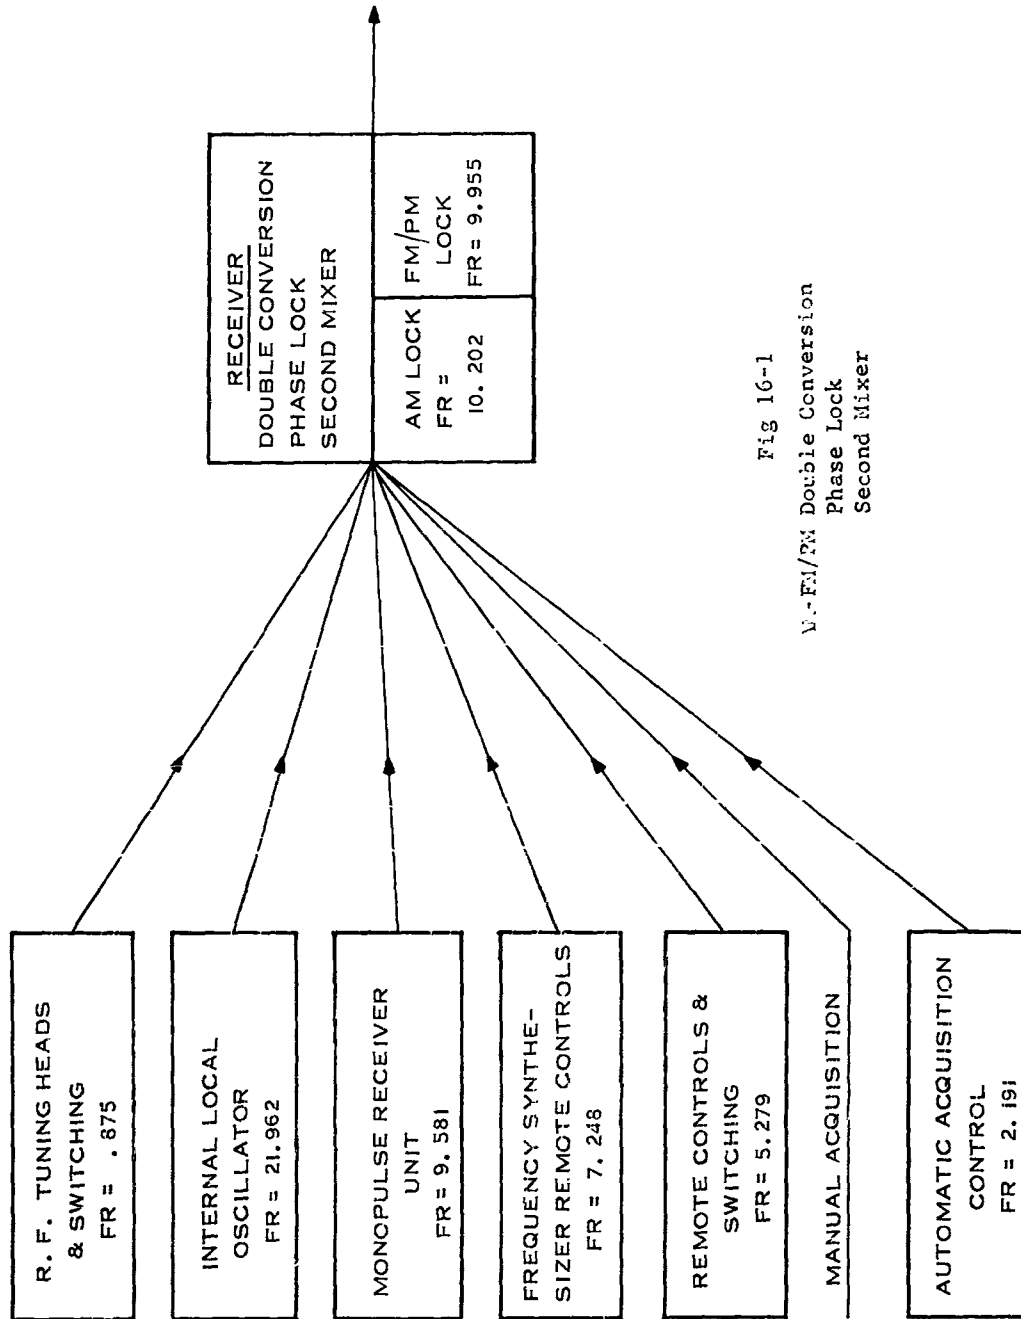 R. F. TUNING HEADS
& SWITCHING
FR = .875
INTERNAL LOCAL
OSCILLATOR
FR = 21.962
MONOPULSE RECEIVER
UNIT
FR = 9.581
FREQUENCY SYNTHE-
SIZER REMOTE CONTROLS
FR = 7.248
REMOTE CONTROLS &
SWITCHING
FR = 5.279
MANUAL ACQUISITION
AUTOMATIC ACQUISITION
CONTROL
FR = 2.191
RECEIVER
DOUBLE CONVERSION
PHASE LOCK
SECOND MIXER
AM LOCK
FR =
10.202
FM/PM
LOCK
FR = 9.955
Fig 16-1
FM/PM Double Conversion
Phase Lock
Second Mixer